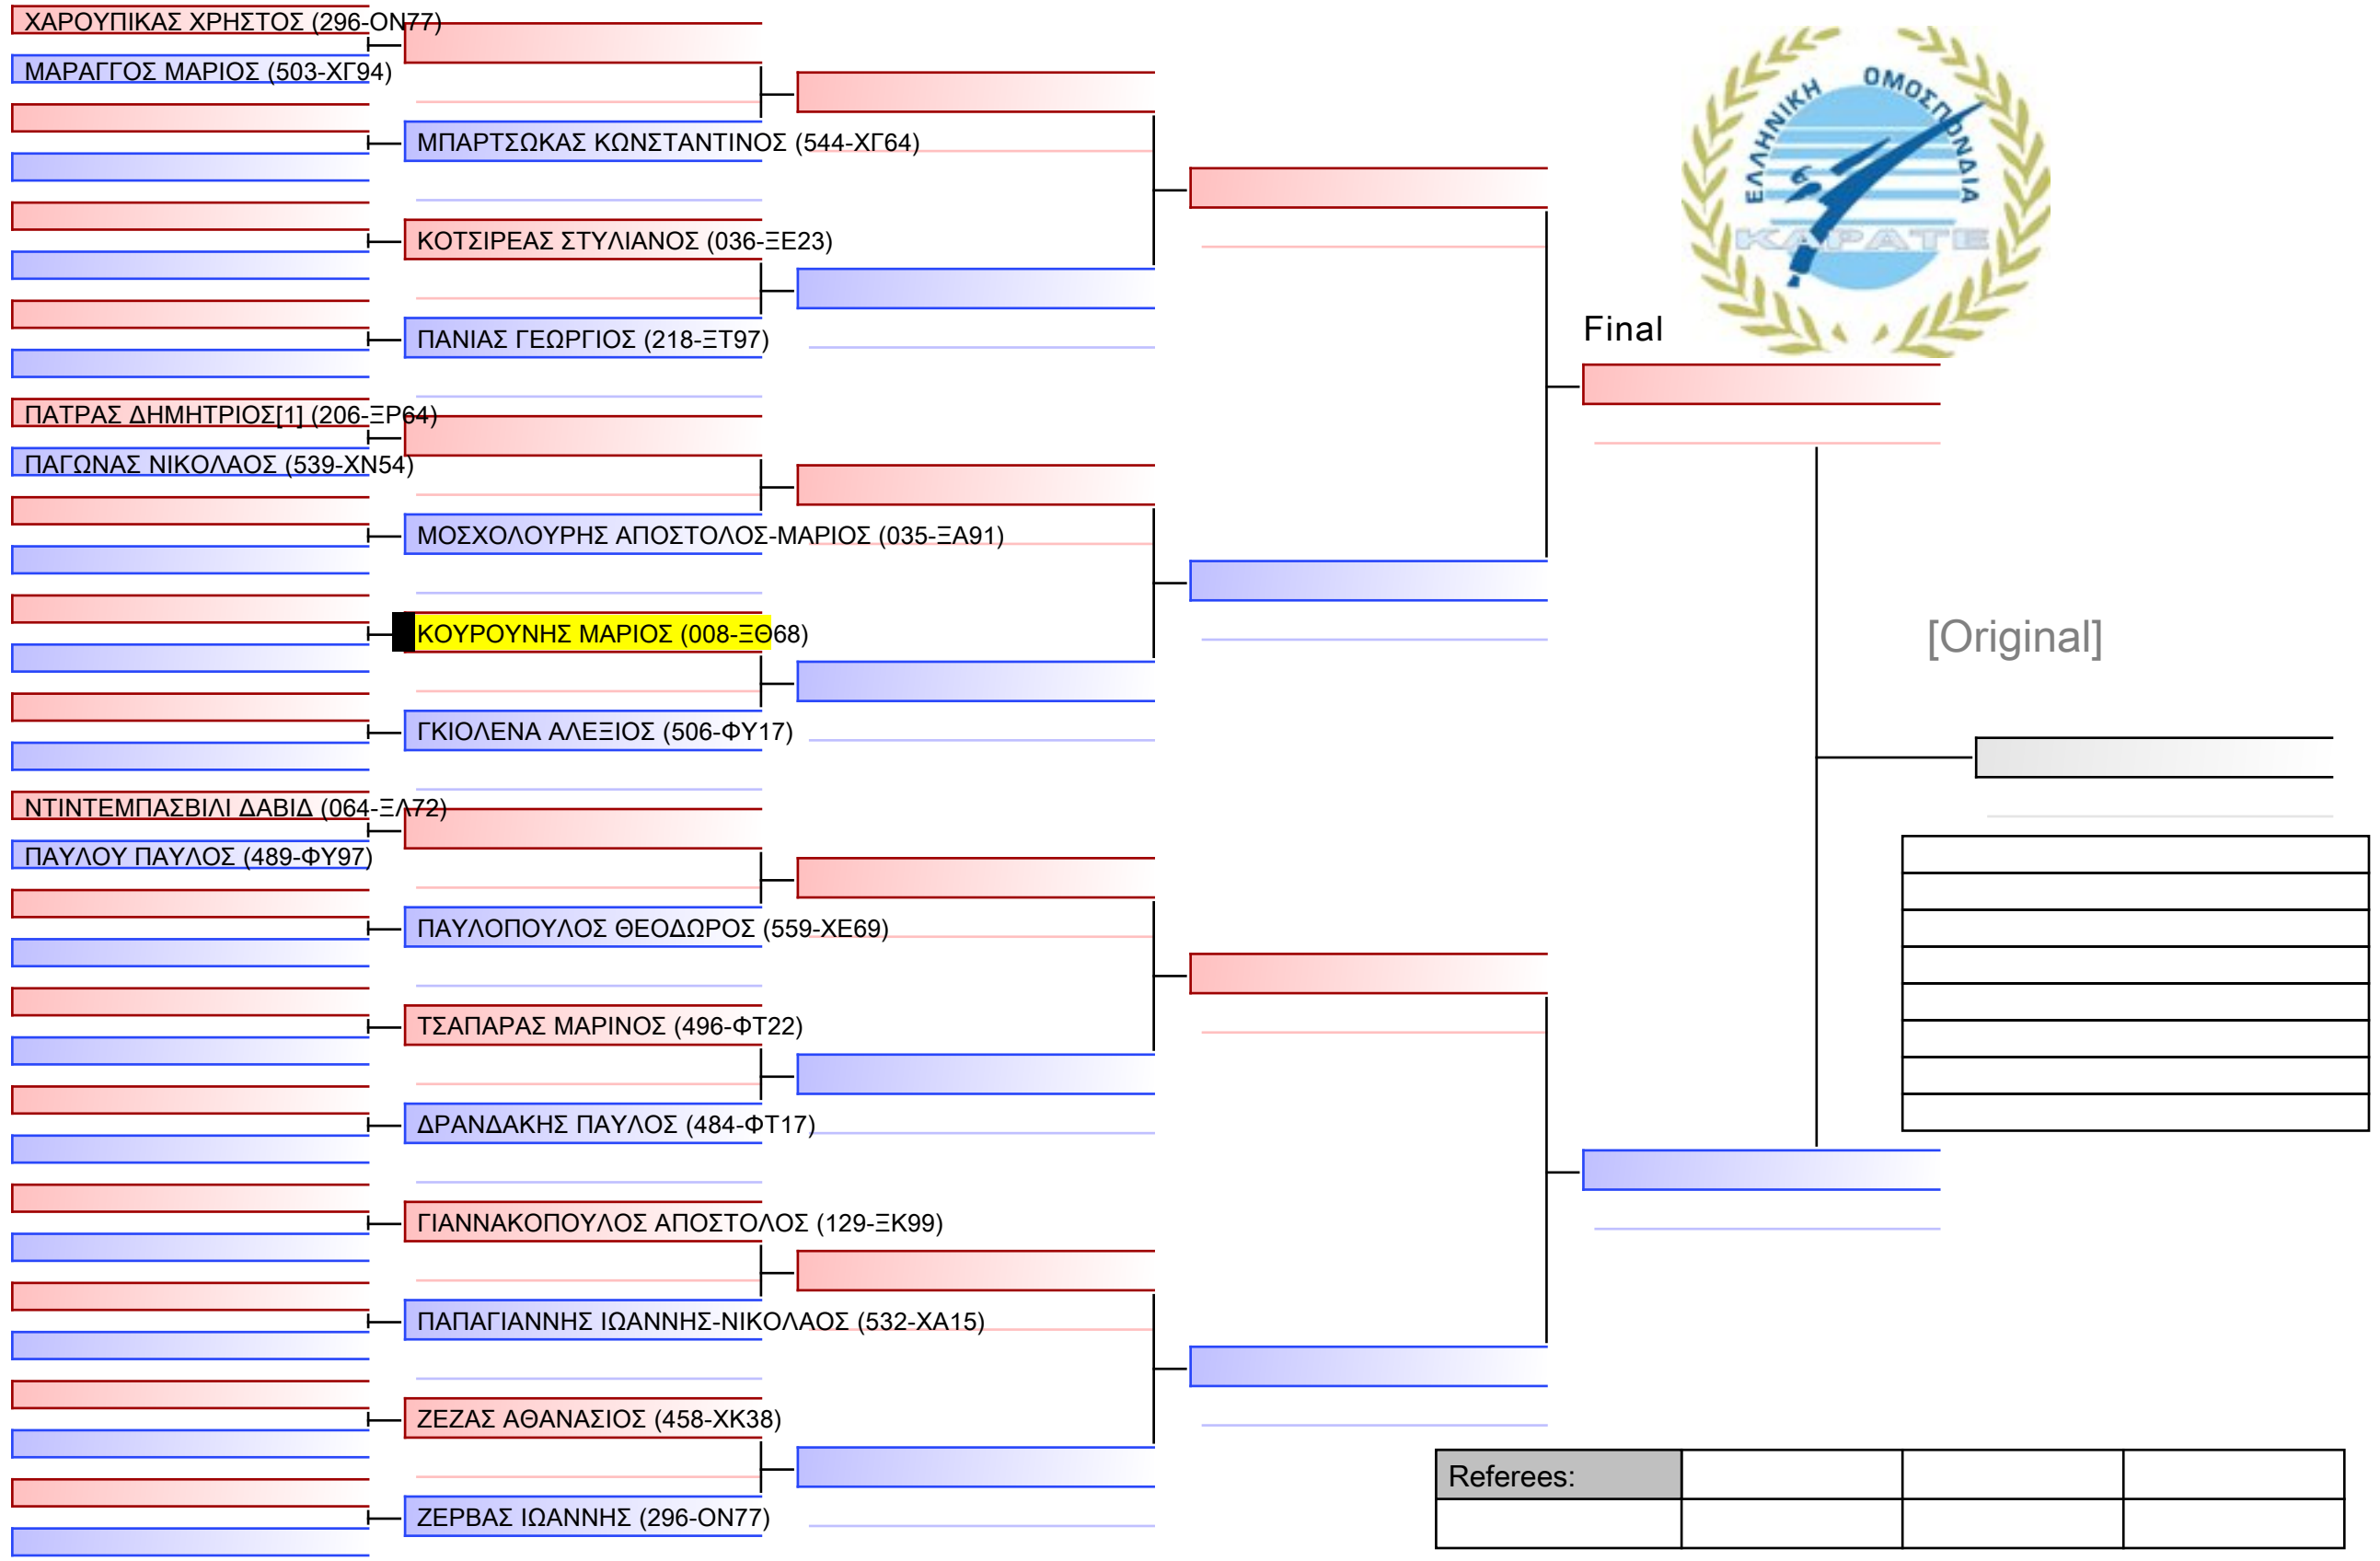 ΧΑΡΟΥΠΙΚΑΣ ΧΡΗΣΤΟΣ (296-ΟΝ77)
ΜΑΡΑΓΓΟΣ ΜΑΡΙΟΣ (503-ΧΓ94)
ΜΠΑΡΤΣΩΚΑΣ ΚΩΝΣΤΑΝΤΙΝΟΣ (544-ΧΓ64)
ΚΟΤΣΙΡΕΑΣ ΣΤΥΛΙΑΝΟΣ (036-ΞΕ23)
ΠΑΝΙΑΣ ΓΕΩΡΓΙΟΣ (218-ΞΤ97)
ΠΑΤΡΑΣ ΔΗΜΗΤΡΙΟΣ[1] (206-ΞΡ64)
ΠΑΓΩΝΑΣ ΝΙΚΟΛΑΟΣ (539-ΧΝ54)
ΜΟΣΧΟΛΟΥΡΗΣ ΑΠΟΣΤΟΛΟΣ-ΜΑΡΙΟΣ (035-ΞΑ91)
ΚΟΥΡΟΥΝΗΣ ΜΑΡΙΟΣ (008-ΞΘ68)
ΓΚΙΟΛΕΝΑ ΑΛΕΞΙΟΣ (506-ΦΥ17)
ΝΤΙΝΤΕΜΠΑΣΒΙΛΙ ΔΑΒΙΔ (064-ΞΛ72)
ΠΑΥΛΟΥ ΠΑΥΛΟΣ (489-ΦΥ97)
ΠΑΥΛΟΠΟΥΛΟΣ ΘΕΟΔΩΡΟΣ (559-ΧΕ69)
ΤΣΑΠΑΡΑΣ ΜΑΡΙΝΟΣ (496-ΦΤ22)
ΔΡΑΝΔΑΚΗΣ ΠΑΥΛΟΣ (484-ΦΤ17)
ΓΙΑΝΝΑΚΟΠΟΥΛΟΣ ΑΠΟΣΤΟΛΟΣ (129-ΞΚ99)
ΠΑΠΑΓΙΑΝΝΗΣ ΙΩΑΝΝΗΣ-ΝΙΚΟΛΑΟΣ (532-ΧΑ15)
ΖΕΖΑΣ ΑΘΑΝΑΣΙΟΣ (458-ΧΚ38)
ΖΕΡΒΑΣ ΙΩΑΝΝΗΣ (296-ΟΝ77)
ΕΛΛΗΝΙΚΗ ΟΜΟΣΠΟΝΔΙΑ
ΚΑΡΑΤΕ
Final
[Original]
Referees: